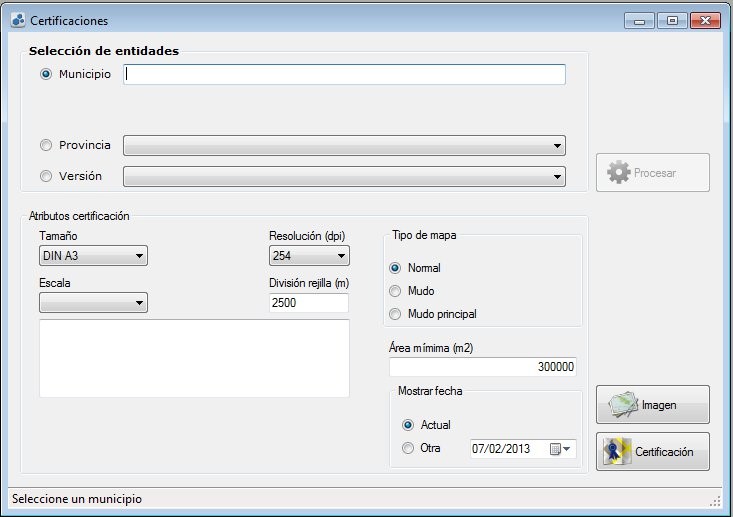 Certificaciones
Selección de entidades
Municipio
Provincia
Versión
Procesar
Atributos certificación
Tamaño
Resolución (dpi)
DIN A3
254
Escala
División rejilla (m)
2500
Tipo de mapa
Normal
Mudo
Mudo principal
Área mímima (m2)
300000
Mostrar fecha
Actual
Otra
07/02/2013
Imagen
Certificación
Seleccione un municipio